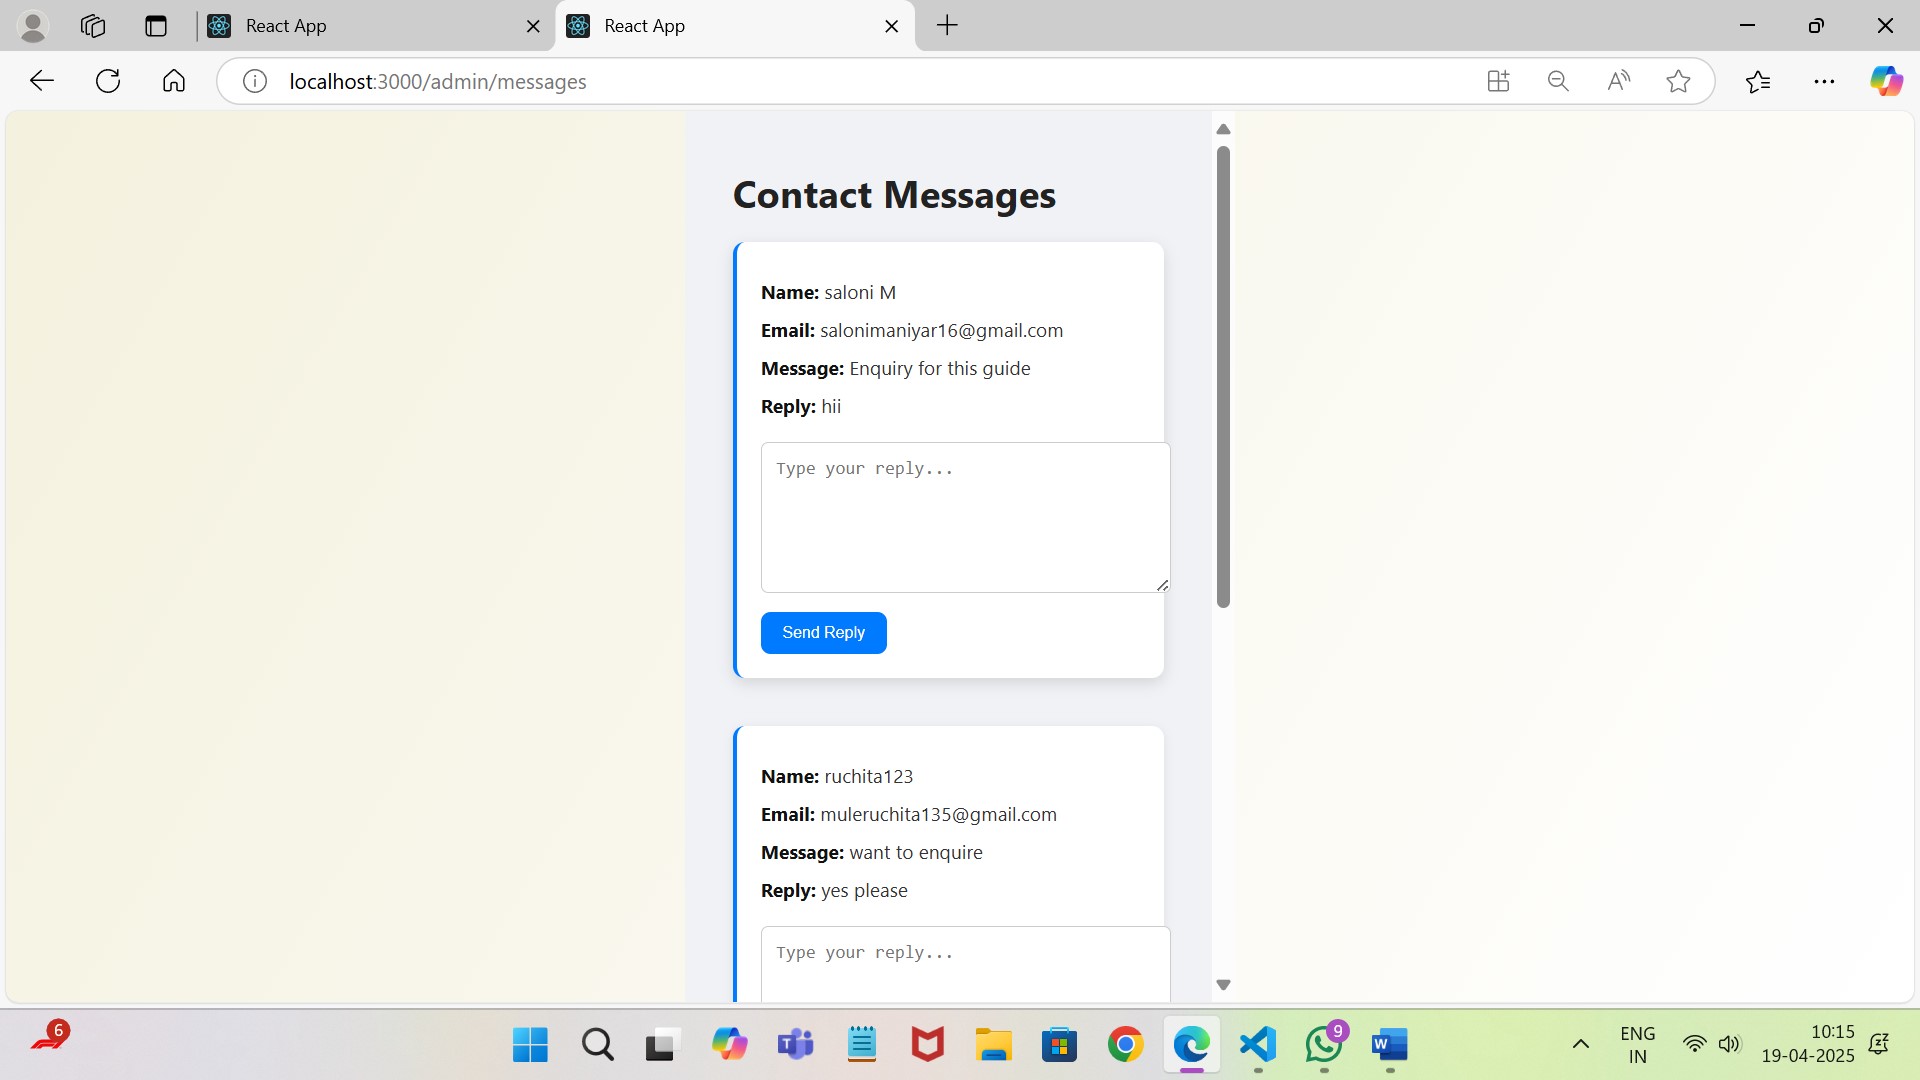 React App
React App
localhost:3000/admin/messages
Contact Messages
Name: saloni M
Email: salonimaniyar16@gmail.com
Message: Enquiry for this guide
Reply: hii
Type your reply...
Send Reply
Name: ruchita123
Email: muleruchita135@gmail.com
Message: want to enquire
Reply: yes please
Type your reply...
6
T
9
W
ENG
IN
10:15
19-04-2025